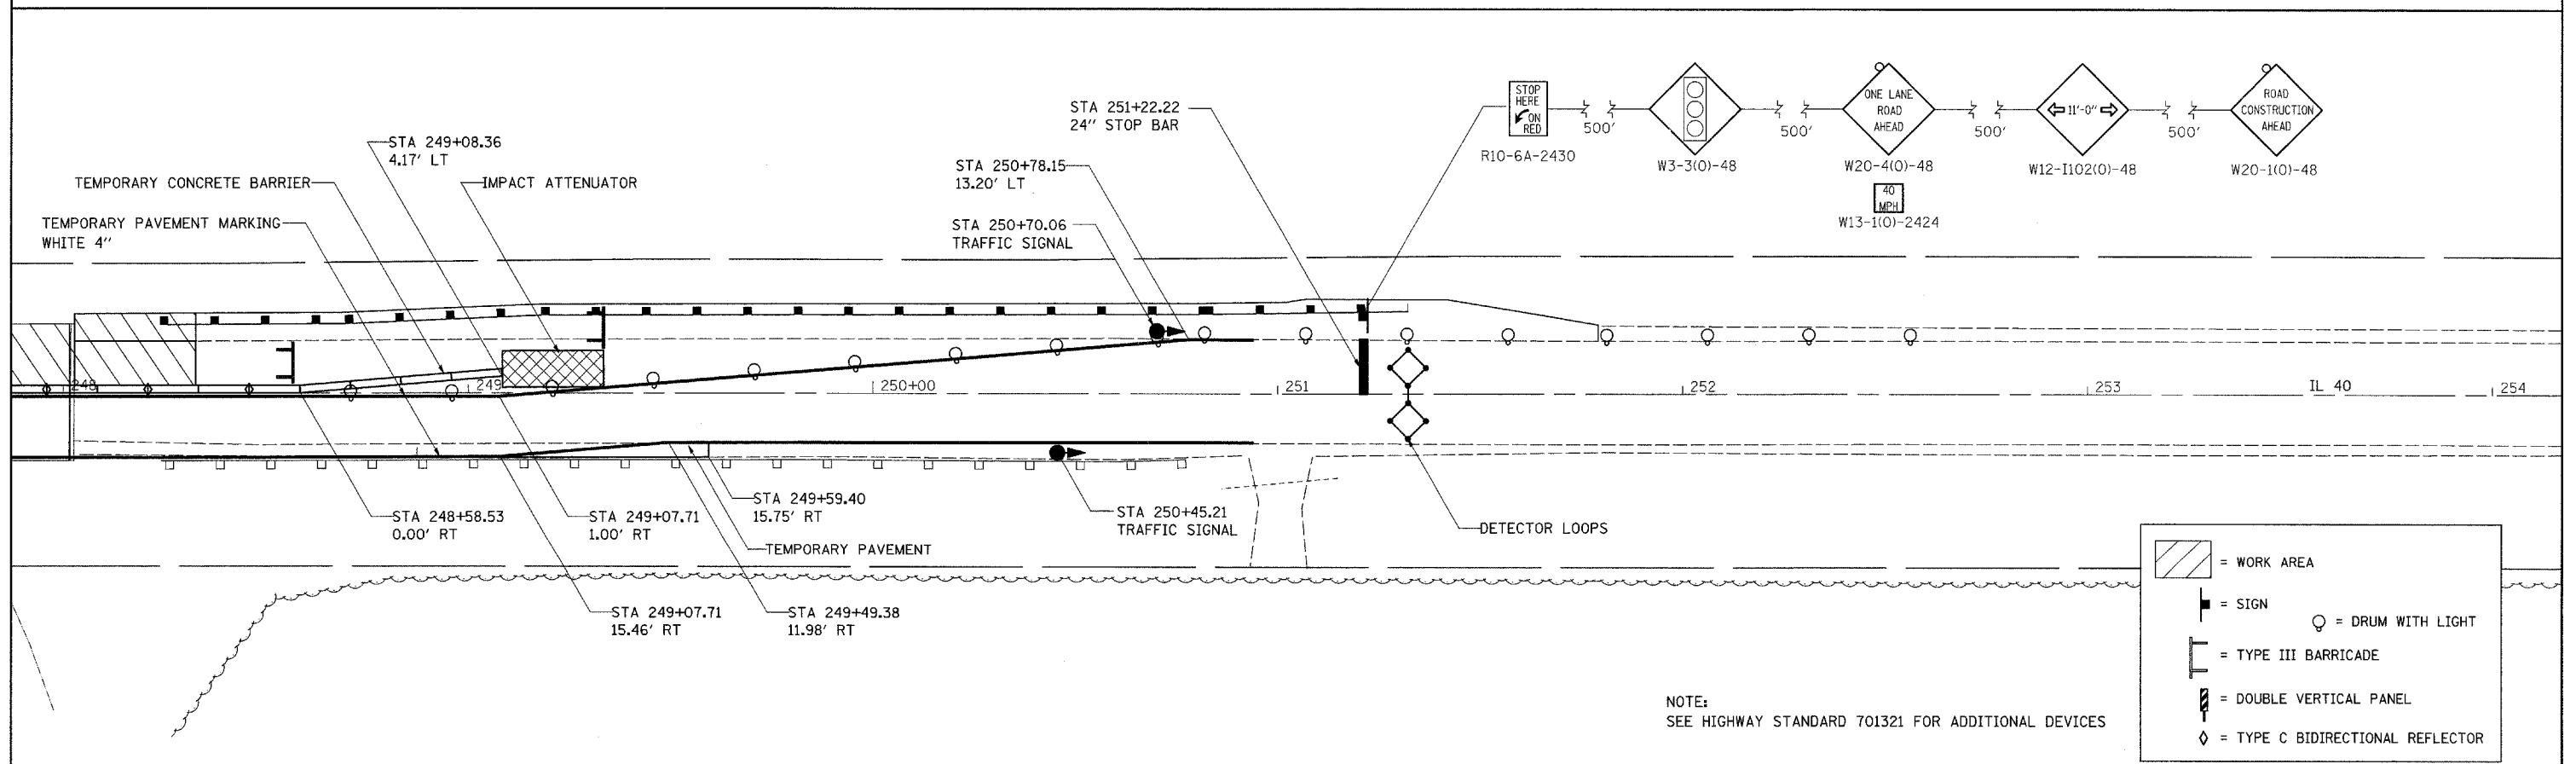 STOP
HERE
ON
RED
R10-6A-2430
500'
W3-3(O)-48
500'
ONE LANE
ROAD
AHEAD
W20-4(O)-48
40
MPH
W13-1(O)-2424
500'
11'-0"
W12-I102(O)-48
500'
ROAD
CONSTRUCTION
AHEAD
W20-1(O)-48
STA 251+22.22
24" STOP BAR
STA 249+08.36
4.17' LT
STA 250+78.15
13.20' LT
TEMPORARY CONCRETE BARRIER
IMPACT ATTENUATOR
TEMPORARY PAVEMENT MARKING
WHITE 4"
STA 250+70.06
TRAFFIC SIGNAL
248
249
250+00
251
252
253
IL 40
254
STA 249+59.40
15.75' RT
STA 248+58.53
0.00' RT
STA 249+07.71
1.00' RT
STA 250+45.21
TRAFFIC SIGNAL
DETECTOR LOOPS
TEMPORARY PAVEMENT
STA 249+07.71
15.46' RT
STA 249+49.38
11.98' RT
= WORK AREA
= SIGN
= DRUM WITH LIGHT
= TYPE III BARRICADE
= DOUBLE VERTICAL PANEL
= TYPE C BIDIRECTIONAL REFLECTOR
NOTE:
SEE HIGHWAY STANDARD 701321 FOR ADDITIONAL DEVICES